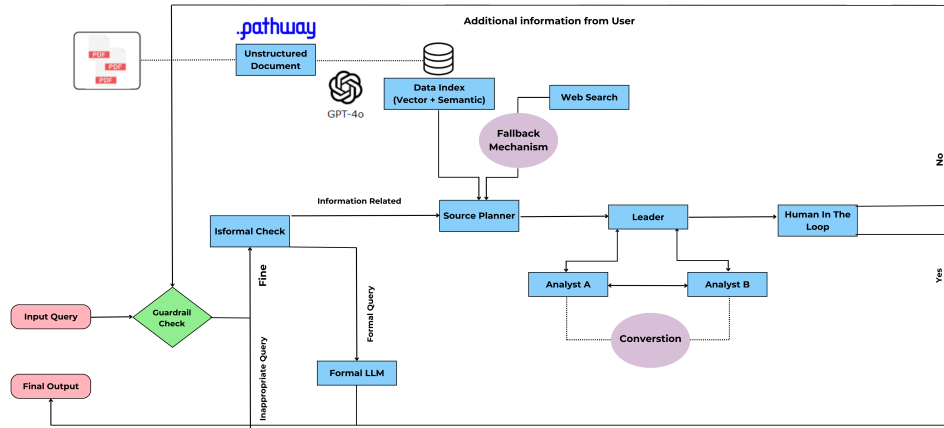 Additional information from User
..pathway
PDF
PDF
PDF
Unstructured
Document
GPT-4o
Data Index
(Vector + Semantic)
Web Search
Fallback
Mechanism
No
Information Related
Isformal Check
Source Planner
Leader
Human In The
Loop
Fine
Analyst A
Analyst B
Yes
Input Query
Guardrail
Check
Formal Query
Converstion
Inappropriate Query
Formal LLM
Final Output